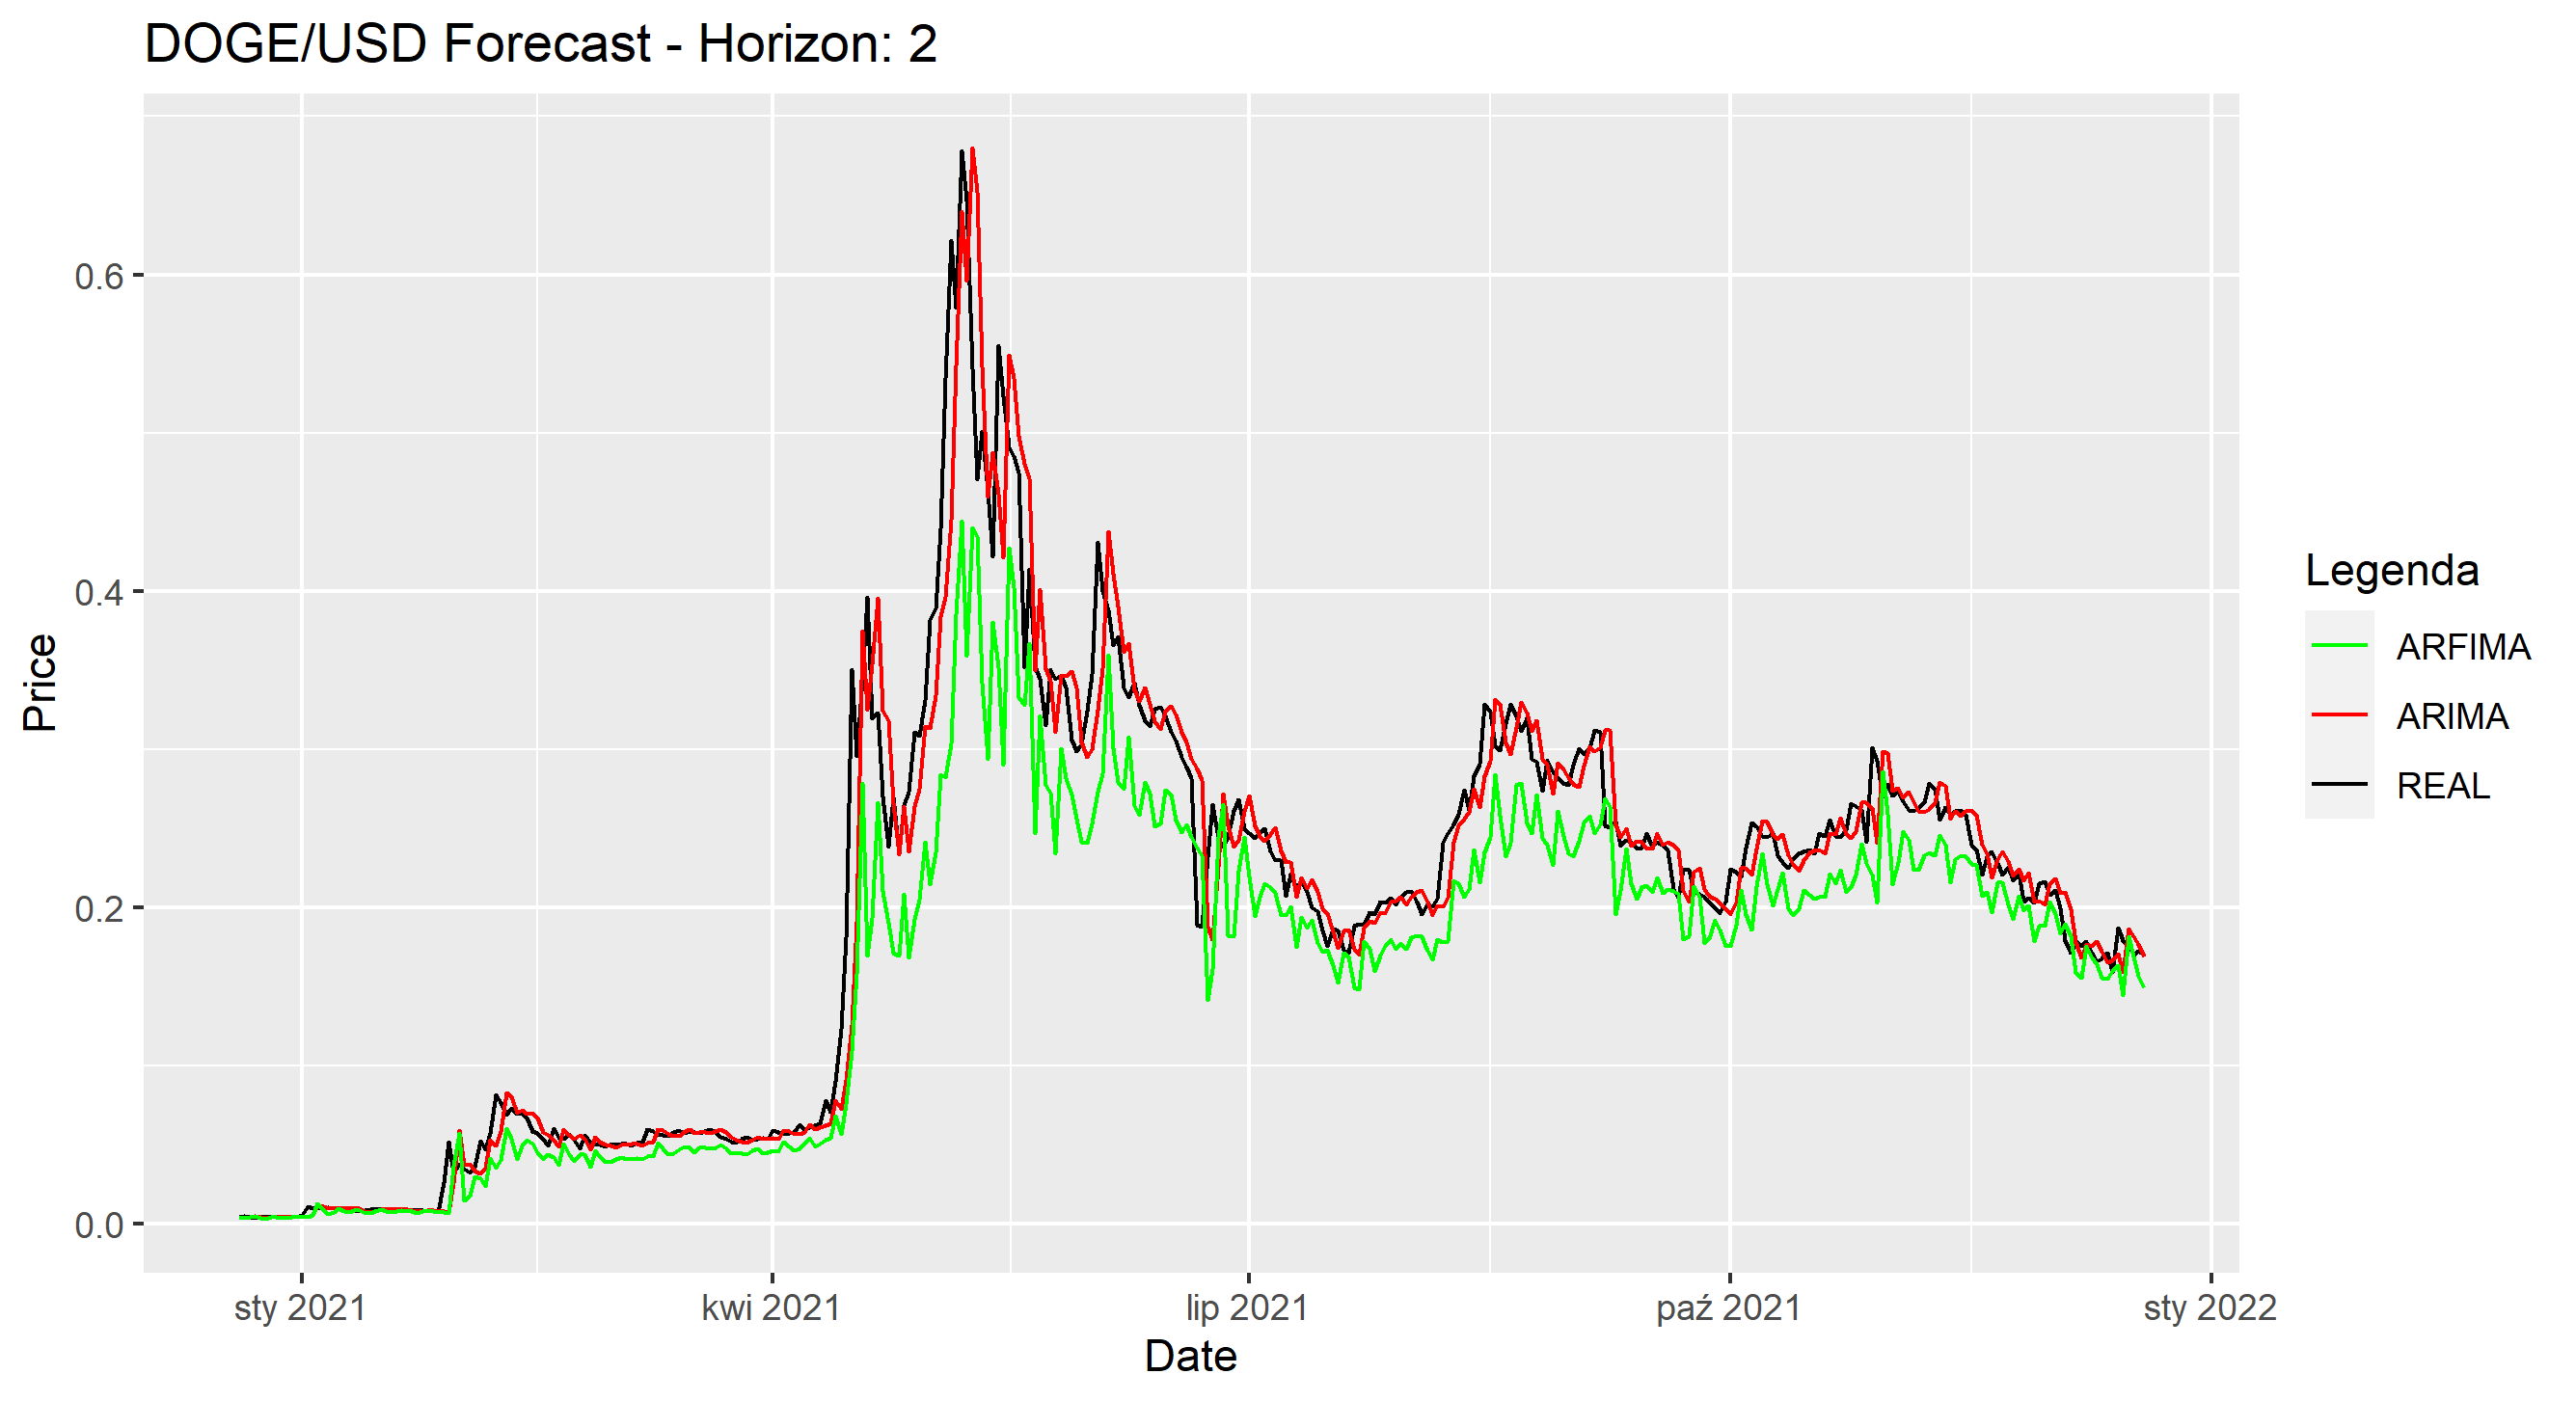 DOGE/USD Forecast - Horizon: 2
Price
0.6
0.4
0.2
0.0
sty 2021
kwi 2021
lip 2021
paź 2021
sty 2022
Date
Legenda
ARFIMA
ARIMA
REAL